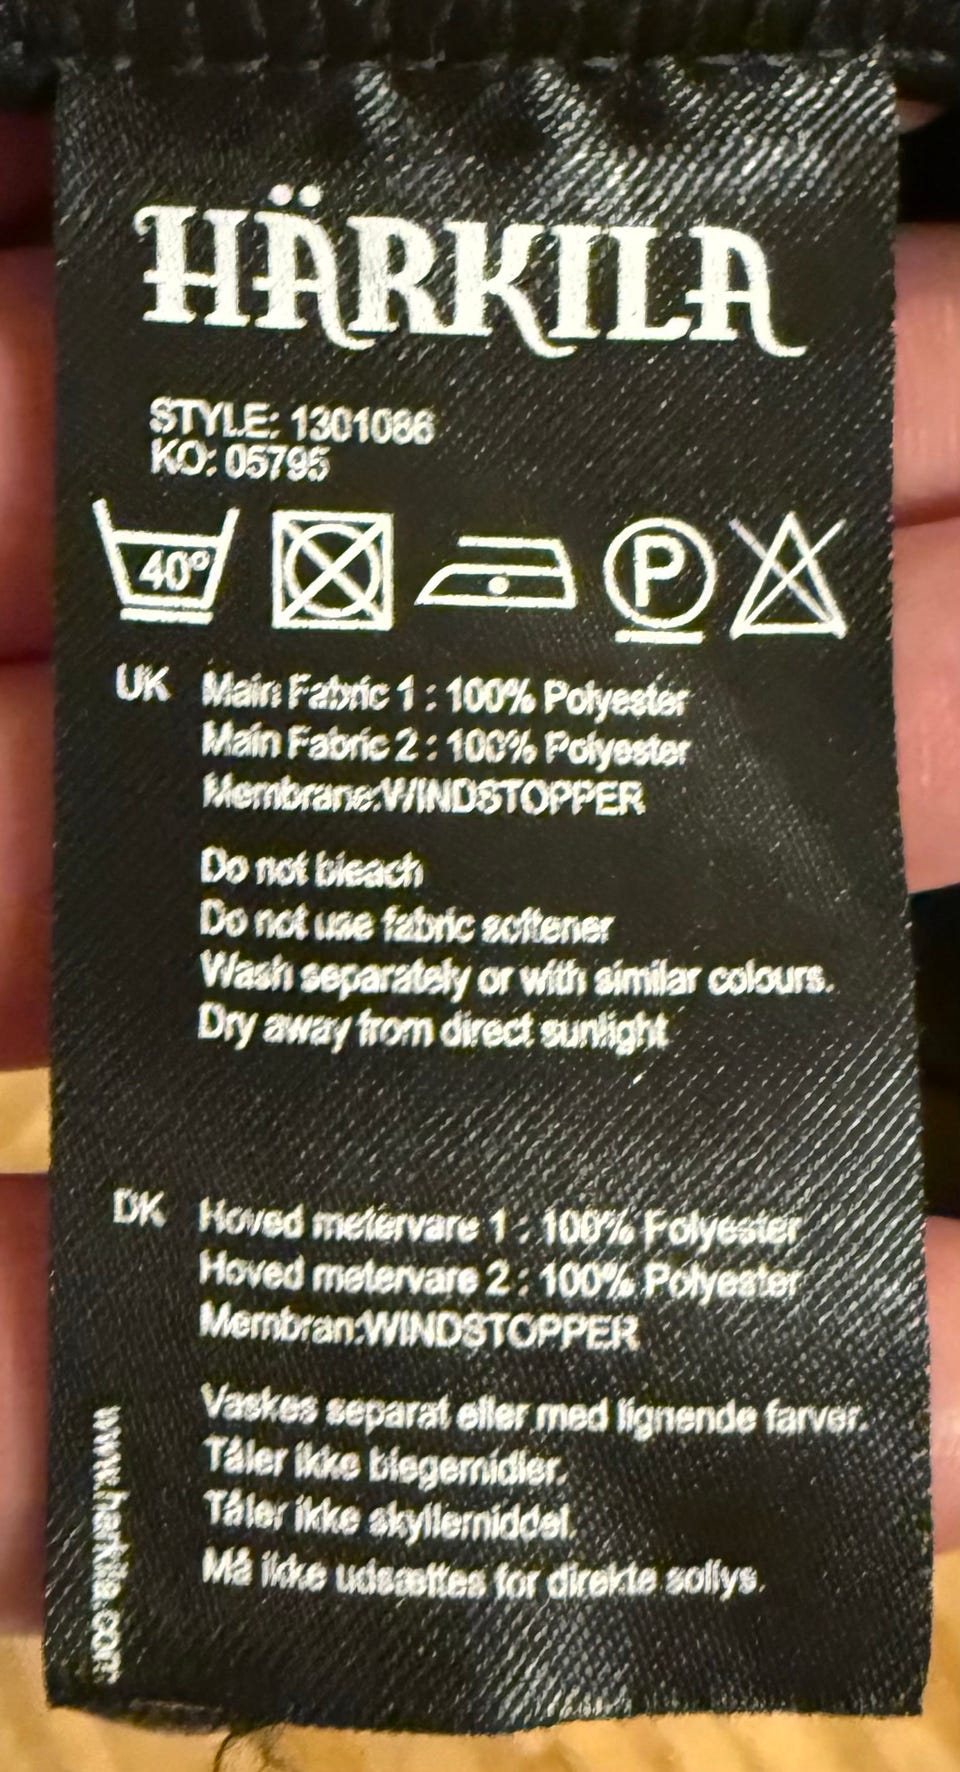 HÄRKILA
STYLE: 1301086
KO: 05795
40°
P
UK Main Fabric 1 : 100% Polyester
Main Fabric 2 : 100% Polyester
Membrane:WINDSTOPPER
Do not bleach
Do not use fabric softener
Wash separately or with similar colours.
Dry away from direct sunlight
DK Hoved metervare 1 : 100% Polyester
Hoved metervare 2 : 100% Polyester
Membran:WINDSTOPPER
Vaskes separat eller med lignende farver.
Tåler ikke blegemidler.
Tåler ikke skyllemiddel.
Må ikke udsættes for direkte sollys.
www.harkila.com